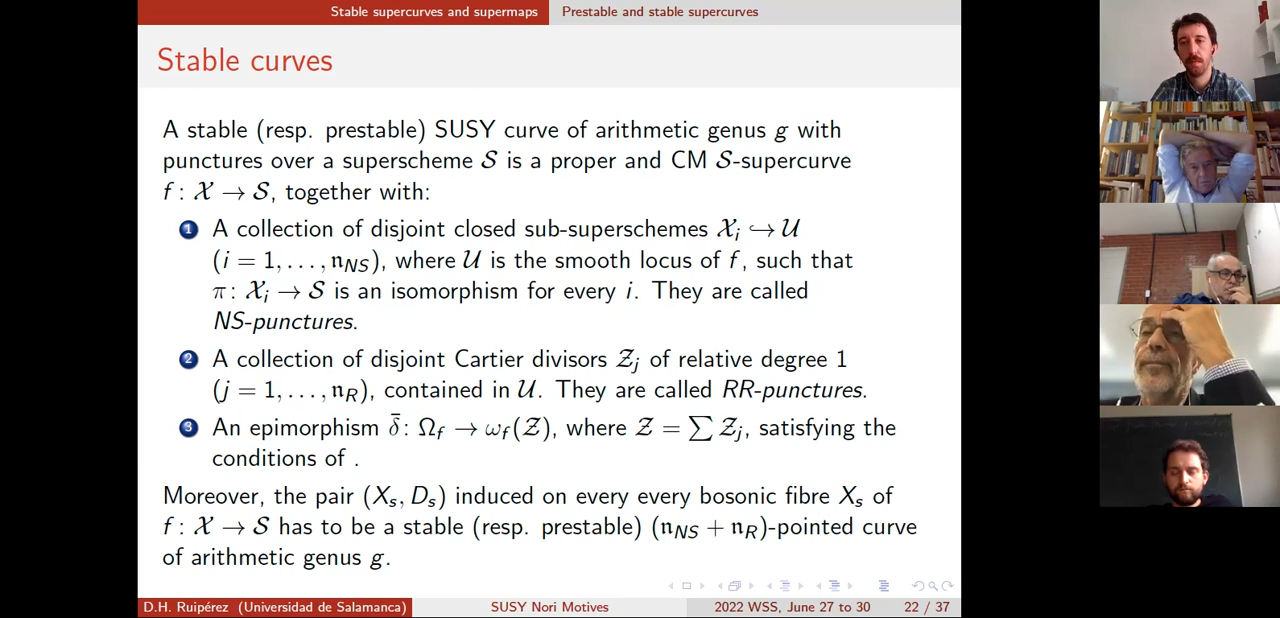 Stable supercurves and supermaps Prestable and stable supercurves
Stable curves
A stable (resp. prestable) SUSY curve of arithmetic genus g with
punctures over a superscheme 𝒮 is a proper and CM 𝒮-supercurve
f : 𝒳 → 𝒮, together with:
1 A collection of disjoint closed sub-superschemes 𝒳ᵢ ↪ 𝒰
(i = 1, . . . , 𝔫_NS), where 𝒰 is the smooth locus of f, such that
π : 𝒳ᵢ → 𝒮 is an isomorphism for every i. They are called
NS-punctures.
2 A collection of disjoint Cartier divisors 𝒵ⱼ of relative degree 1
(j = 1, . . . , 𝔫_R), contained in 𝒰. They are called RR-punctures.
3 An epimorphism δ̄ : Ω_f → ω_f(𝒵), where 𝒵 = ∑ 𝒵ⱼ, satisfying the
conditions of .
Moreover, the pair (X_s, D_s) induced on every every bosonic fibre X_s of
f : 𝒳 → 𝒮 has to be a stable (resp. prestable) (𝔫_NS + 𝔫_R)-pointed curve
of arithmetic genus g.
D.H. Ruipérez (Universidad de Salamanca) SUSY Nori Motives 2022 WSS, June 27 to 30 22 / 37